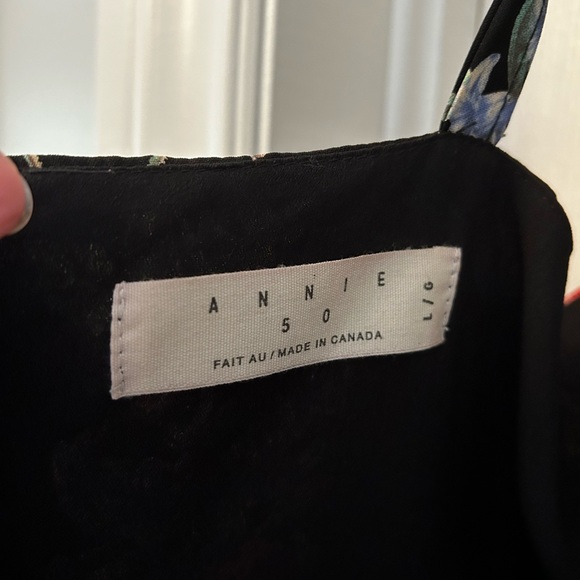 ANNIE
50
FAIT AU / MADE IN CANADA
L/G